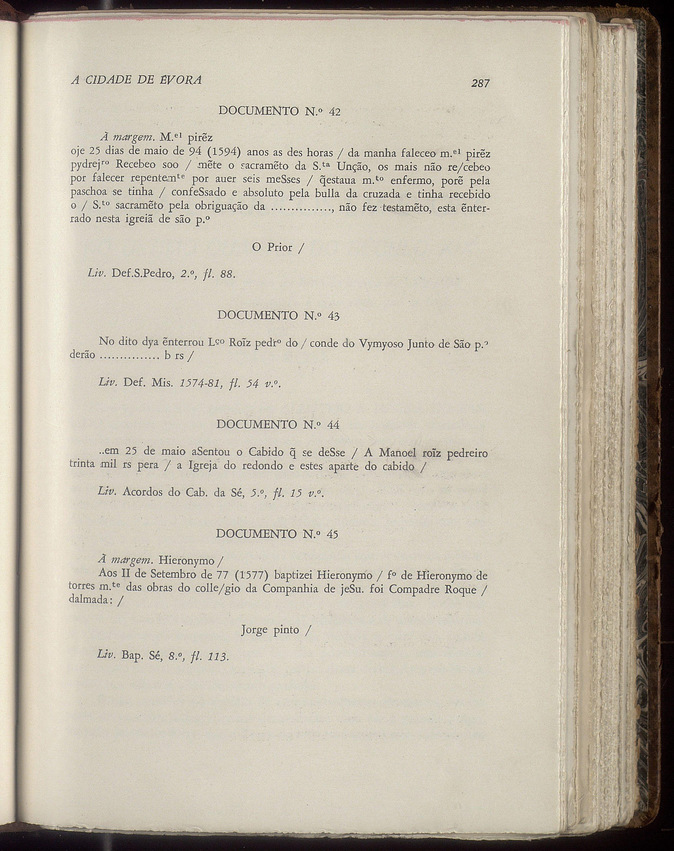 A CIDADE DE ÉVORA 287
DOCUMENTO N.º 42
À margem. M.el pirẽz
oje 25 dias de maio de 94 (1594) anos as des horas / da manha faleceo m.el pirẽz
pydrejro Recebeo soo / mẽte o sacramẽto da S.ta Unção, os mais não re/cebeo
por falecer repentemte por auer seis meSses / q̃estaua m.to enfermo, porẽ pela
paschoa se tinha / confeSsado e absoluto pela bulla da cruzada e tinha recebido
o / S.to sacramẽto pela obriguação da ..............., não fez testamẽto, esta ẽnter-
rado nesta igreiã de são p.º
O Prior /
Liv. Def.S.Pedro, 2.º, fl. 88.
DOCUMENTO N.º 43
No dito dya ẽnterrou Lço Roĩz pedrº do / conde do Vymyoso Junto de São p.º
derão ............... b rs /
Liv. Def. Mis. 1574-81, fl. 54 v.º.
DOCUMENTO N.º 44
..em 25 de maio aSentou o Cabido q̃ se deSse / A Manoel roĩz pedreiro
trinta mil rs pera / a Igreja do redondo e estes aparte do cabido /
Liv. Acordos do Cab. da Sé, 5.º, fl. 15 v.º.
DOCUMENTO N.º 45
À margem. Hieronymo /
Aos II de Setembro de 77 (1577) baptizei Hieronymo / fº de Hieronymo de
torres m.te das obras do colle/gio da Companhia de jeSu. foi Compadre Roque /
dalmada: /
Jorge pinto /
Liv. Bap. Sé, 8.º, fl. 113.